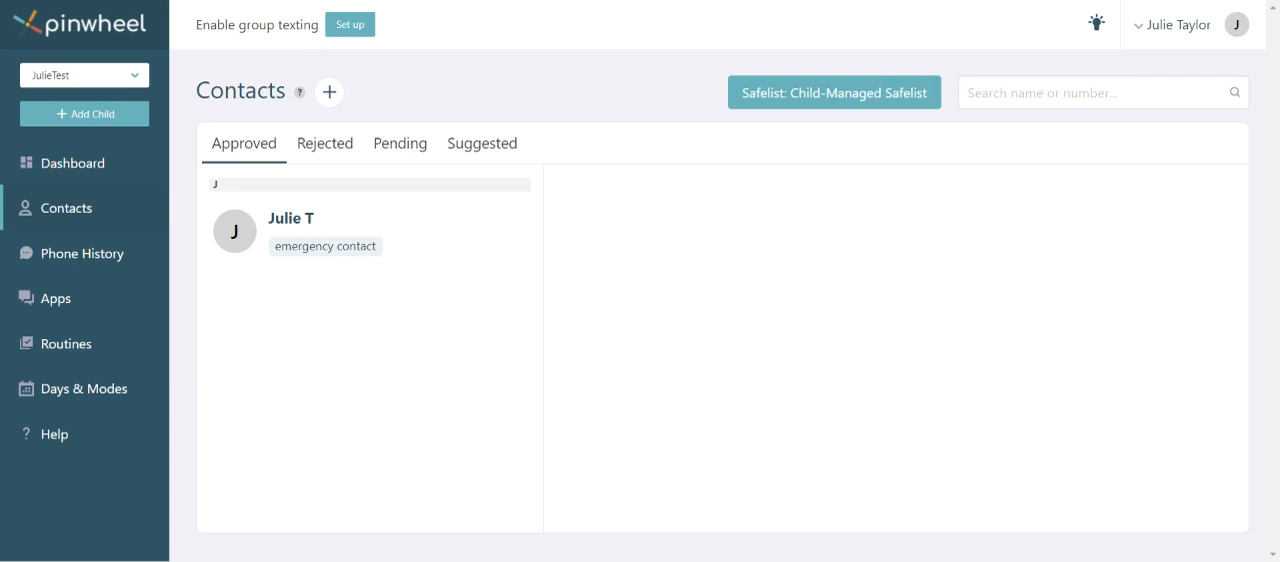 pinwheel
Enable group texting Set up
Julie Taylor J
JulieTest
+ Add Child
Dashboard
Contacts
Phone History
Apps
Routines
Days & Modes
? Help
Contacts ? +
Safelist: Child-Managed Safelist
Search name or number...
Approved Rejected Pending Suggested
J
J
Julie T
emergency contact